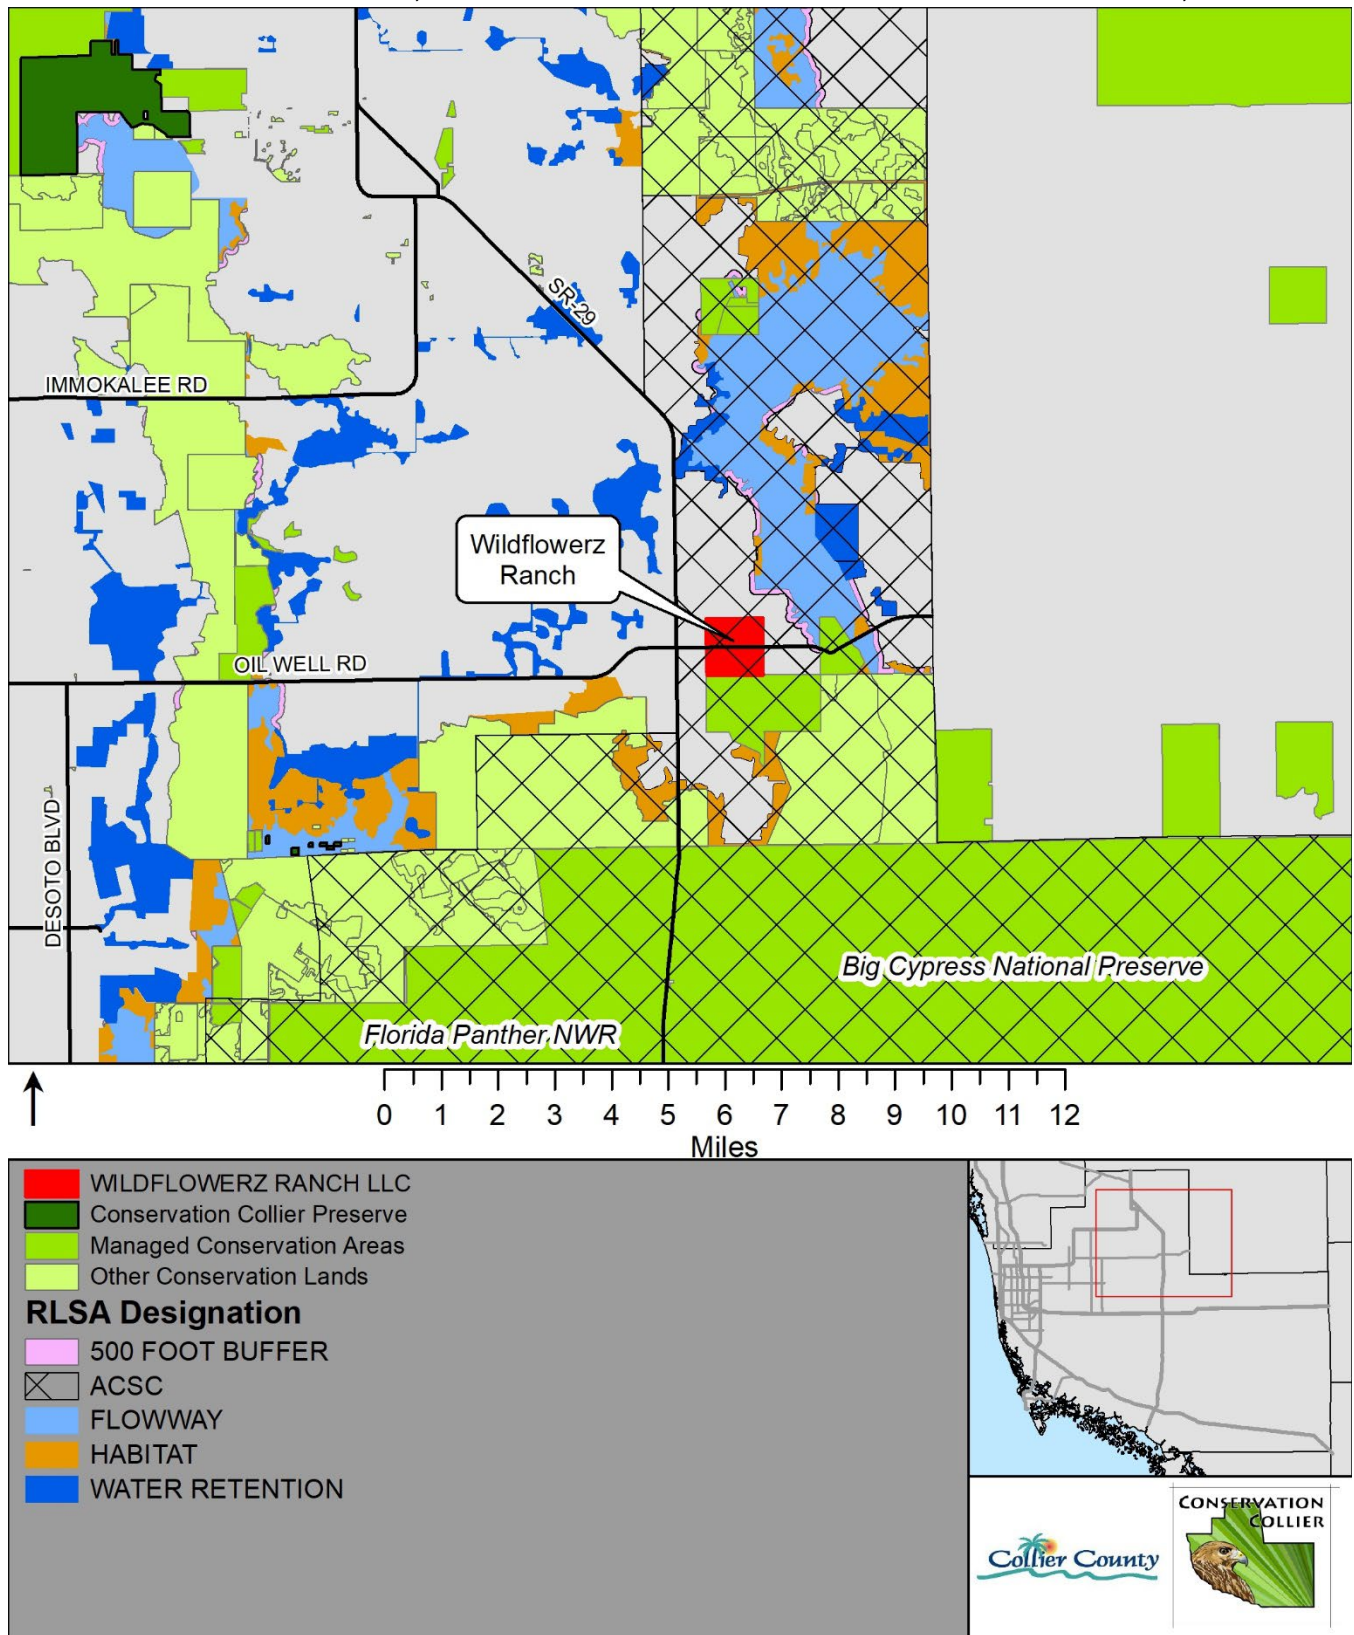 SR-29
IMMOKALEE RD
Wildflowerz
Ranch
OIL WELL RD
DESOTO BLVD
Big Cypress National Preserve
Florida Panther NWR
0 1 2 3 4 5 6 7 8 9 10 11 12
Miles
WILDFLOWERZ RANCH LLC
Conservation Collier Preserve
Managed Conservation Areas
Other Conservation Lands
RLSA Designation
500 FOOT BUFFER
ACSC
FLOWWAY
HABITAT
WATER RETENTION
Collier County
CONSERVATION
COLLIER